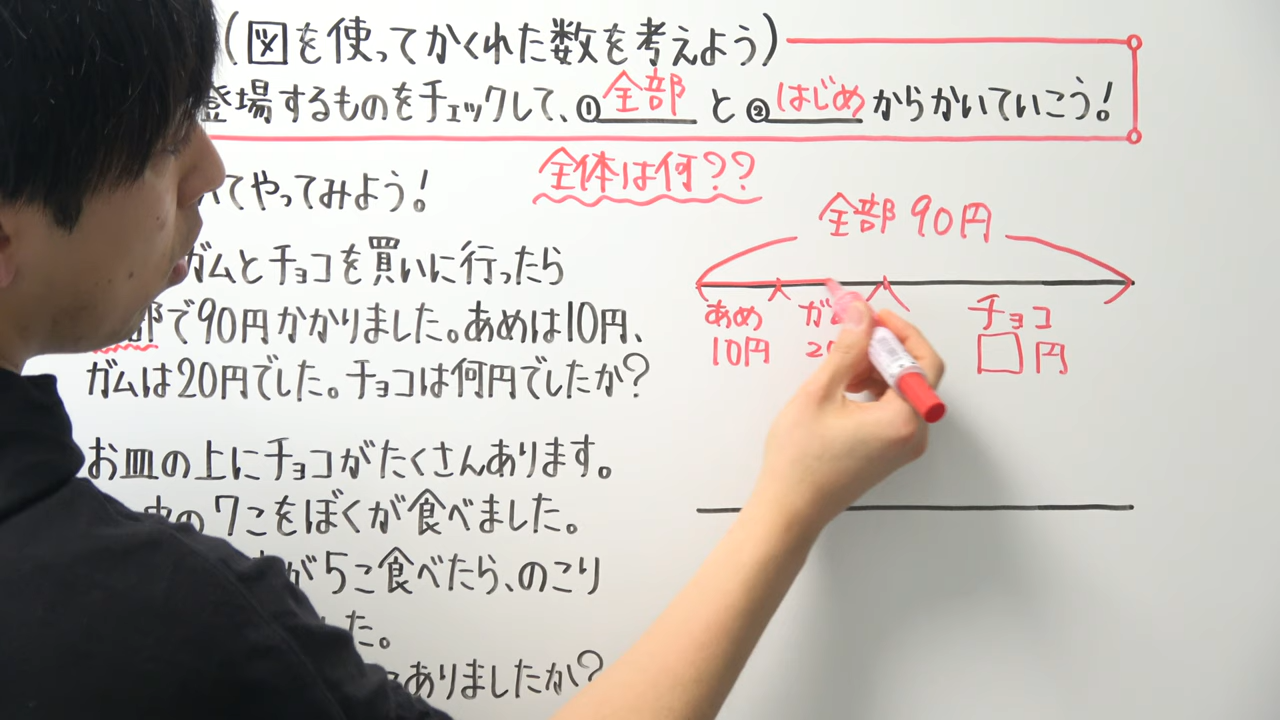 (図を使ってかくれた数を考えよう)
登場するものをチェックして、①全部 と ②はじめ からかいていこう!
全体は何??
いてやってみよう!
ガムとチョコを買いに行ったら
部で90円かかりました。あめは10円、
ガムは20円でした。チョコは何円でしたか?
全部 90円
あめ
10円
チョコ
□円
お皿の上にチョコがたくさんあります。
の7こをぼくが食べました。
が5こ食べたら、のこり
た。
ありましたか?